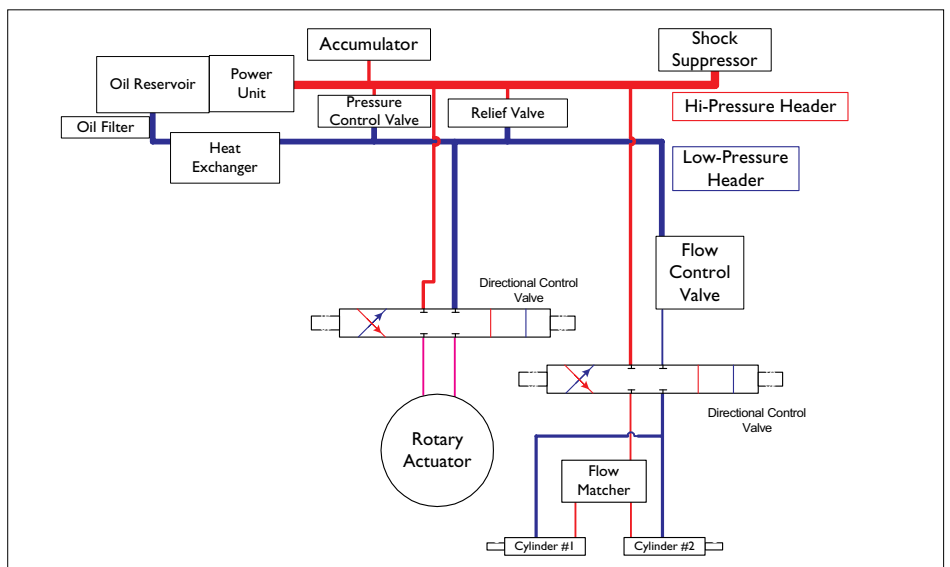 Accumulator
Shock
Suppressor
Oil Reservoir
Power
Unit
Pressure
Control Valve
Relief Valve
Hi-Pressure Header
Oil Filter
Heat
Exchanger
Low-Pressure
Header
Flow
Control
Valve
Directional Control
Valve
Directional Control
Valve
Rotary
Actuator
Flow
Matcher
Cylinder #1
Cylinder #2